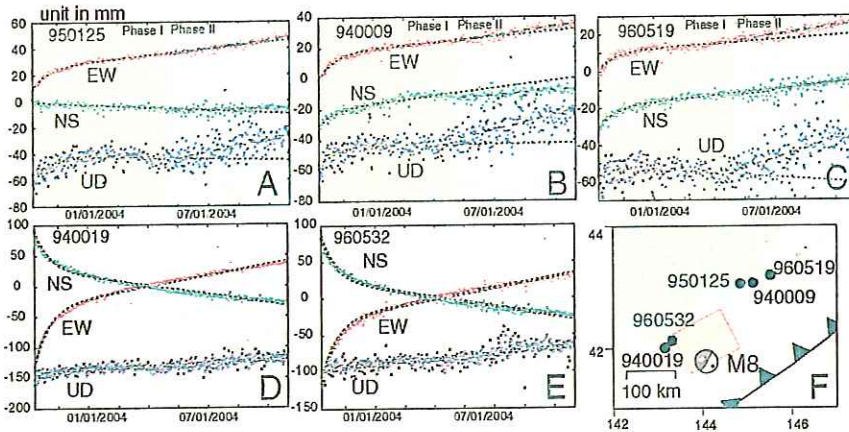 unit in mm
950125
Phase I
Phase II
60
40
20
0
-20
-40
-60
-80
EW
NS
UD
A
01/01/2004
07/01/2004
940009
Phase I
Phase II
40
20
0
-20
-40
-60
-80
EW
NS
UD
B
01/01/2004
07/01/2004
960519
Phase I
Phase II
20
0
-20
-40
-60
EW
NS
UD
C
01/01/2004
07/01/2004
940019
100
50
0
-50
-100
-150
-200
NS
EW
UD
D
01/01/2004
07/01/2004
960532
100
50
0
-50
-100
-150
NS
EW
UD
E
01/01/2004
07/01/2004
44
42
950125
960519
940009
960532
940019
M8
100 km
F
142
144
146